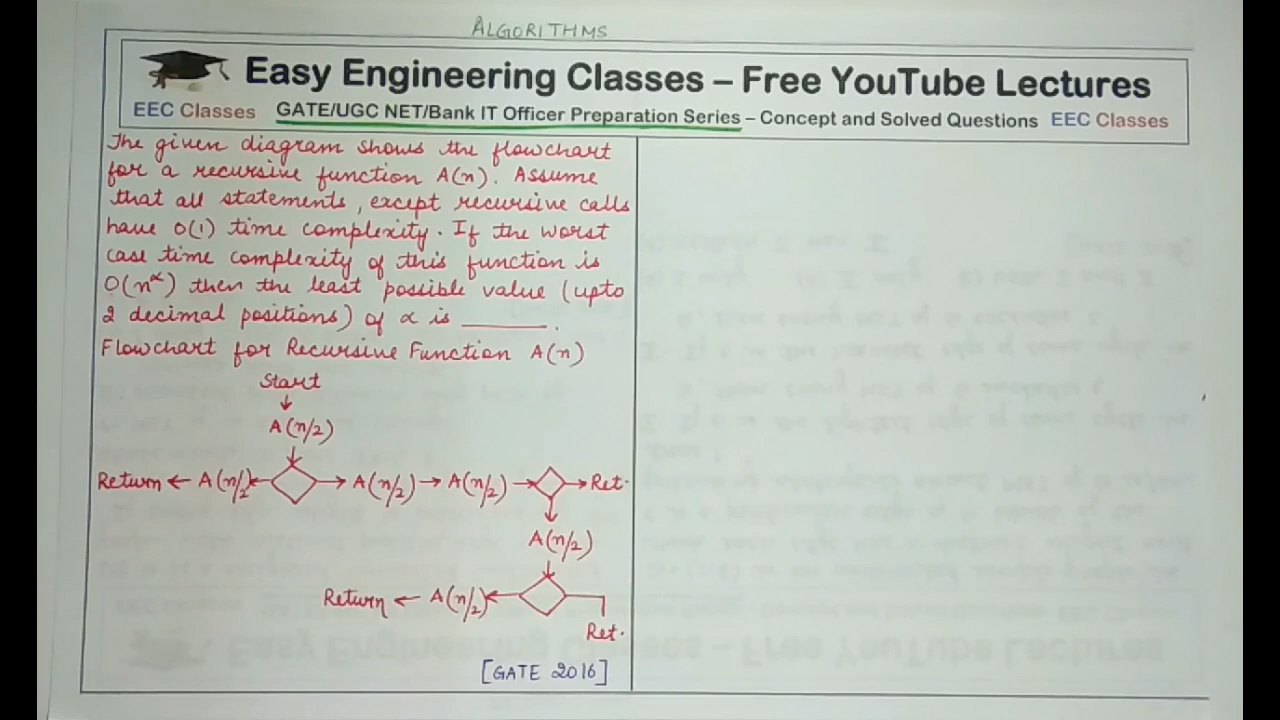 ALGORITHMS
Easy Engineering Classes – Free YouTube Lectures
EEC Classes GATE/UGC NET/Bank IT Officer Preparation Series – Concept and Solved Questions EEC Classes
The given diagram shows the flowchart
for a recursive function A(n). Assume
that all statements, except recursive calls
have O(1) time complexity. If the worst
case time complexity of this function is
O(n^α) then the least possible value (upto
2 decimal positions) of α is ________.
Flowchart for Recursive Function A(n)
Start
↓
A(n/2)
↓
Return ← A(n/2) ← → A(n/2) → A(n/2) → → Ret.
↓
A(n/2)
↓
Return ← A(n/2) ←
Ret.
[GATE 2016]